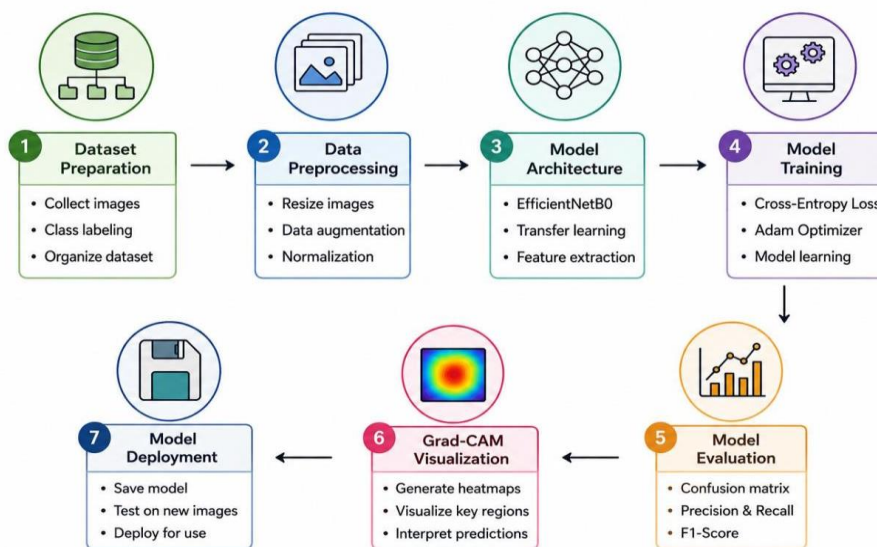 1
Dataset
Preparation
• Collect images
• Class labeling
• Organize dataset
2
Data
Preprocessing
• Resize images
• Data augmentation
• Normalization
3
Model
Architecture
• EfficientNetB0
• Transfer learning
• Feature extraction
4
Model
Training
• Cross-Entropy Loss
• Adam Optimizer
• Model learning
5
Model
Evaluation
• Confusion matrix
• Precision & Recall
• F1-Score
6
Grad-CAM
Visualization
• Generate heatmaps
• Visualize key regions
• Interpret predictions
7
Model
Deployment
• Save model
• Test on new images
• Deploy for use